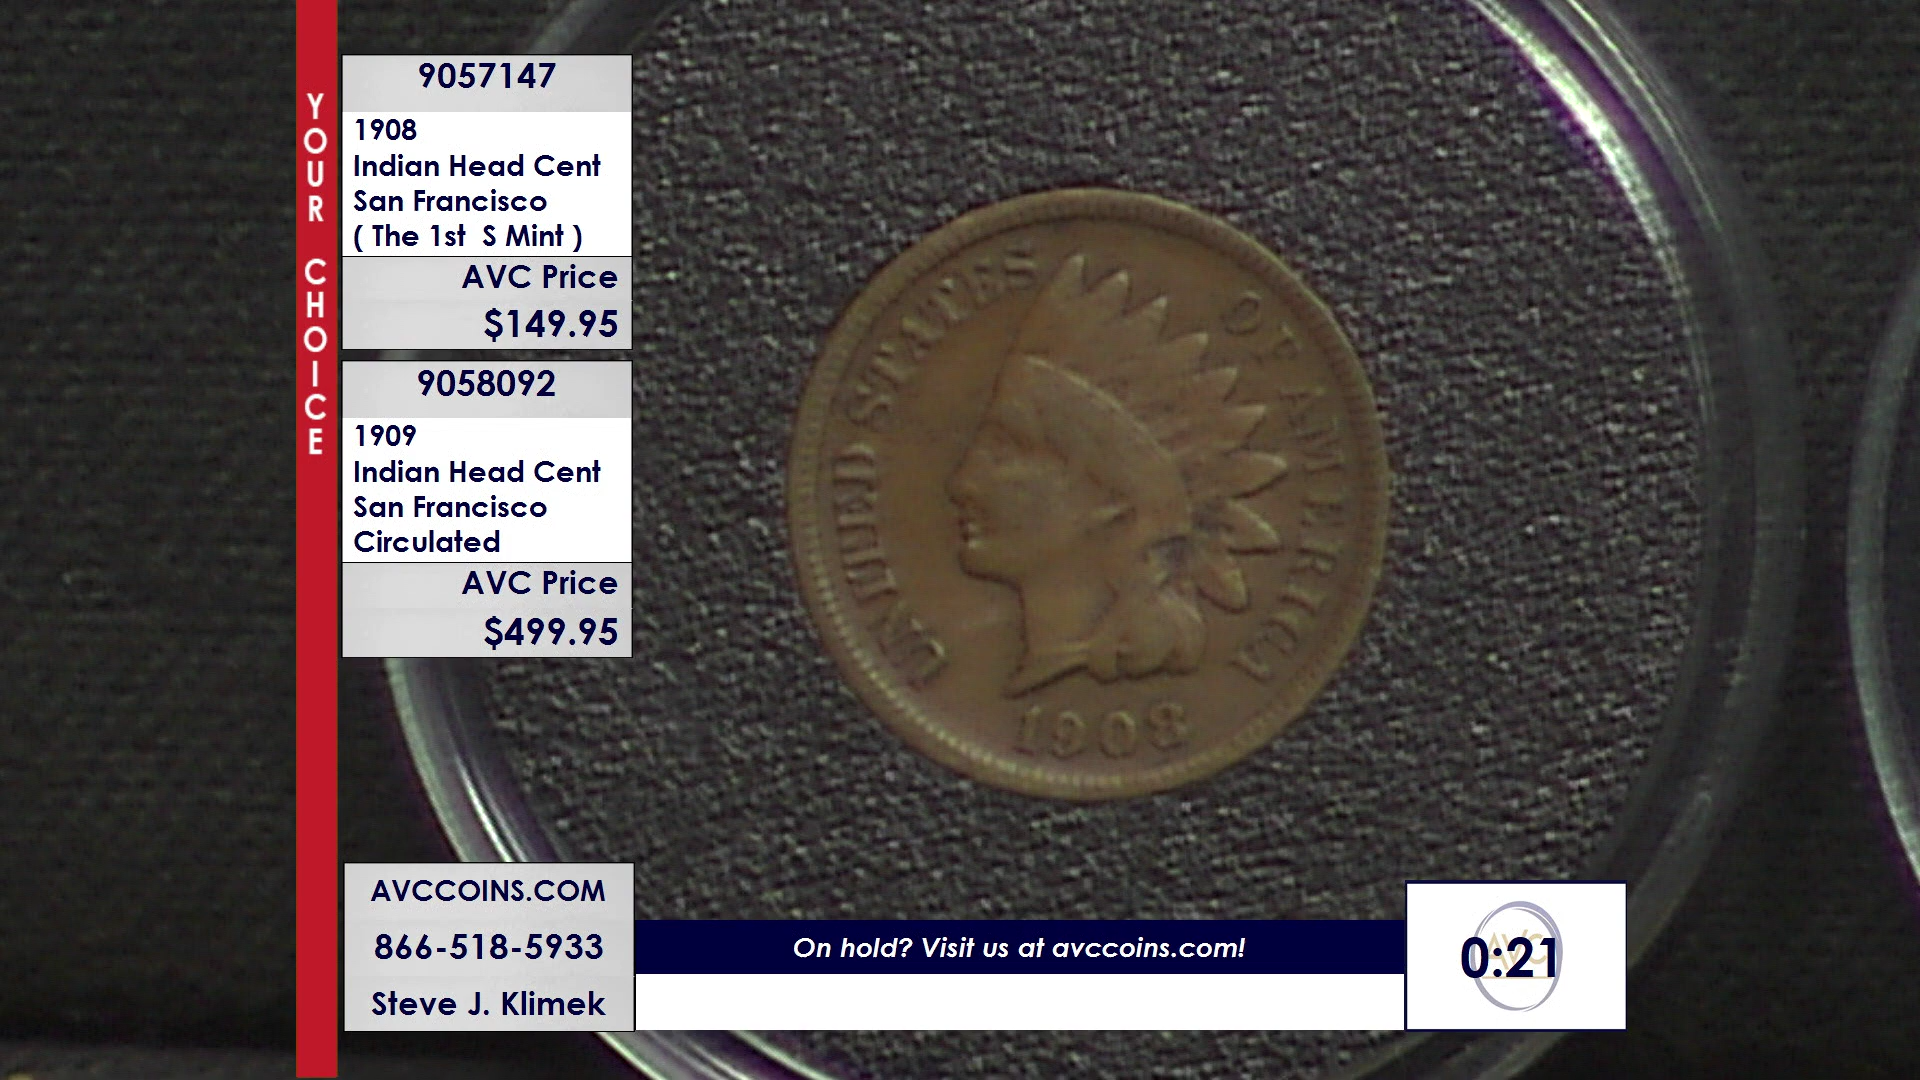 YOUR CHOICE
9057147
1908
Indian Head Cent
San Francisco
( The 1st S Mint )
AVC Price
$149.95
9058092
1909
Indian Head Cent
San Francisco
Circulated
AVC Price
$499.95
UNITED STATES OF AMERICA
1908
AVCCOINS.COM
866-518-5933
Steve J. Klimek
On hold? Visit us at avccoins.com!
AVC
0:21